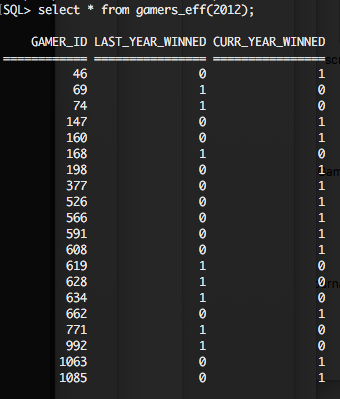 [SQL> select * from gamers_eff(2012);
GAMER_ID LAST_YEAR_WINNED CURR_YEAR_WINNED
============ ================ ================
46 0 1
69 1 0
74 1 0
147 0 1
160 0 1
168 1 0
198 0 1
377 0 1
526 0 1
566 0 1
591 0 1
608 0 1
619 1 0
628 1 0
634 1 0
662 0 1
771 1 0
992 1 0
1063 0 1
1085 0 1